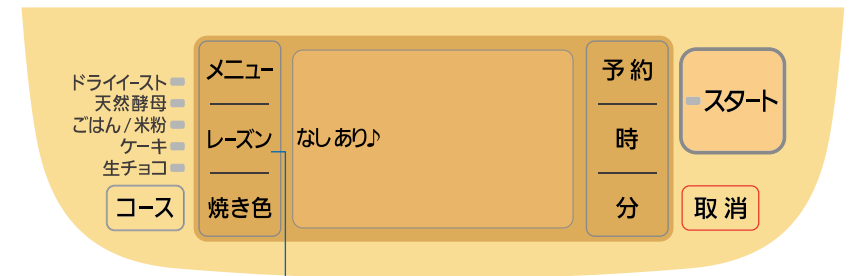 ドライイースト
天然酵母
ごはん/米粉
ケーキ
生チョコ
コース
メニュー
レーズン
焼き色
なし あり♪
予約
時
分
スタート
取消